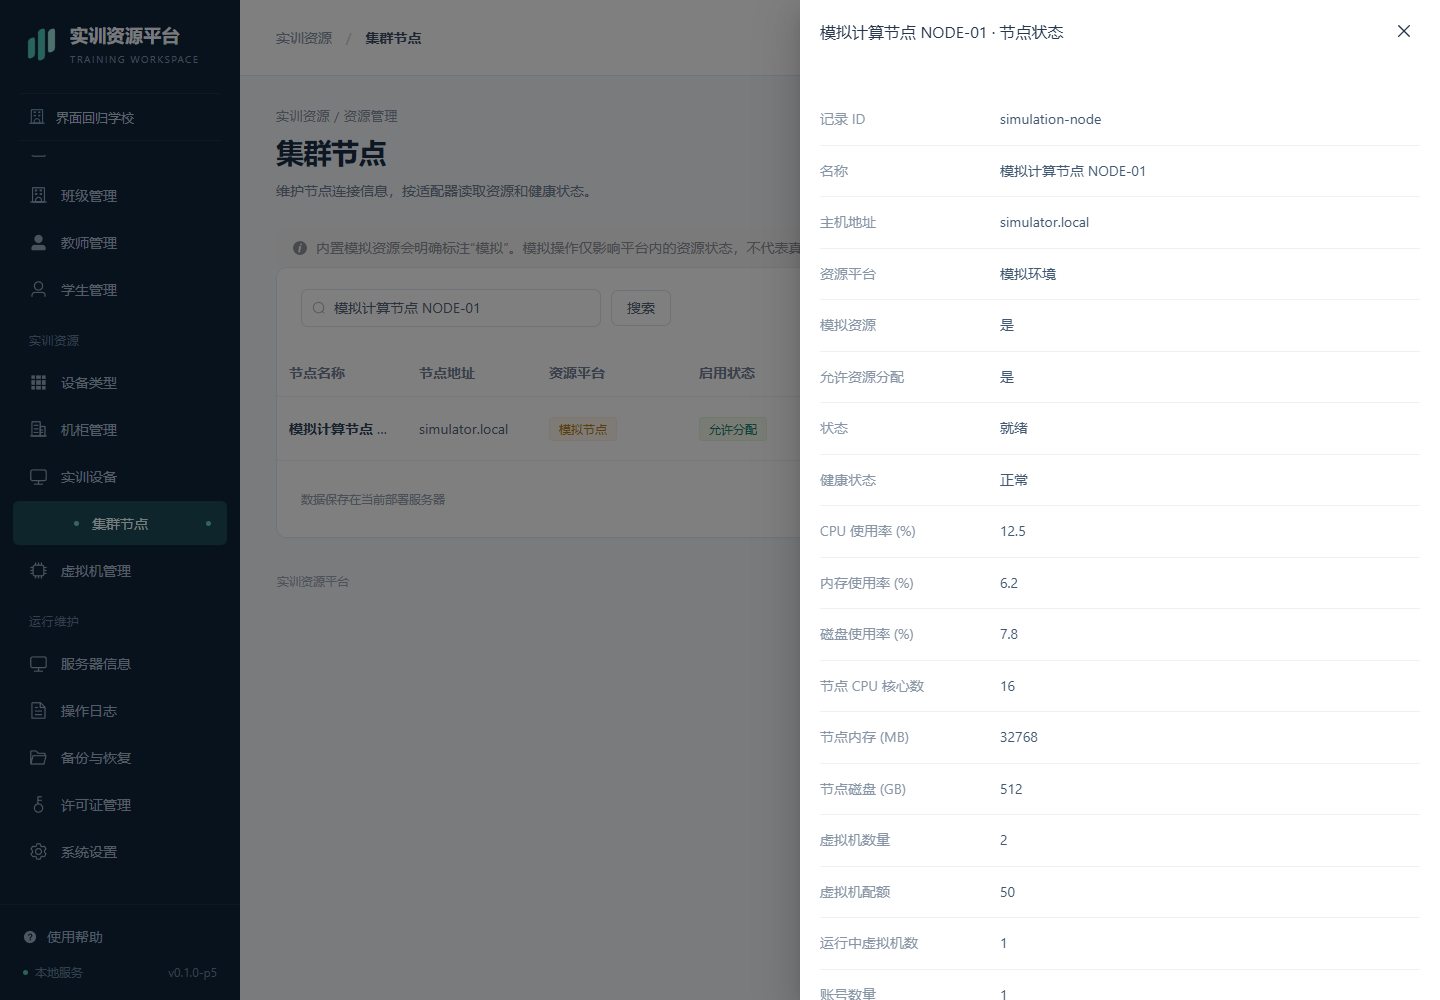 实训资源平台
TRAINING WORKSPACE
界面回归学校
班级管理
教师管理
学生管理
实训资源
设备类型
机柜管理
实训设备
集群节点
虚拟机管理
运行维护
服务器信息
操作日志
备份与恢复
许可证管理
系统设置
使用帮助
本地服务 v0.1.0-p5
实训资源 / 集群节点
实训资源 / 资源管理
集群节点
维护节点连接信息，按适配器读取资源和健康状态。
内置模拟资源会明确标注“模拟”。模拟操作仅影响平台内的资源状态，不代表真
模拟计算节点 NODE-01 搜索
节点名称 节点地址 资源平台 启用状态
模拟计算节点 ... simulator.local 模拟节点 允许分配
数据保存在当前部署服务器
实训资源平台
模拟计算节点 NODE-01 · 节点状态
记录 ID simulation-node
名称 模拟计算节点 NODE-01
主机地址 simulator.local
资源平台 模拟环境
模拟资源 是
允许资源分配 是
状态 就绪
健康状态 正常
CPU 使用率 (%) 12.5
内存使用率 (%) 6.2
磁盘使用率 (%) 7.8
节点 CPU 核心数 16
节点内存 (MB) 32768
节点磁盘 (GB) 512
虚拟机数量 2
虚拟机配额 50
运行中虚拟机数 1
账号数量 1